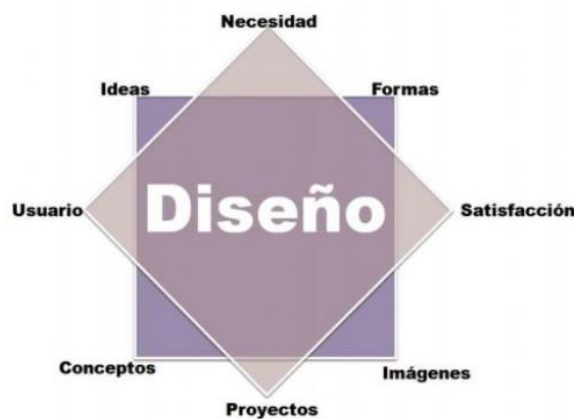 Necesidad
Ideas
Formas
Usuario
Diseño
Satisfacción
Conceptos
Imágenes
Proyectos